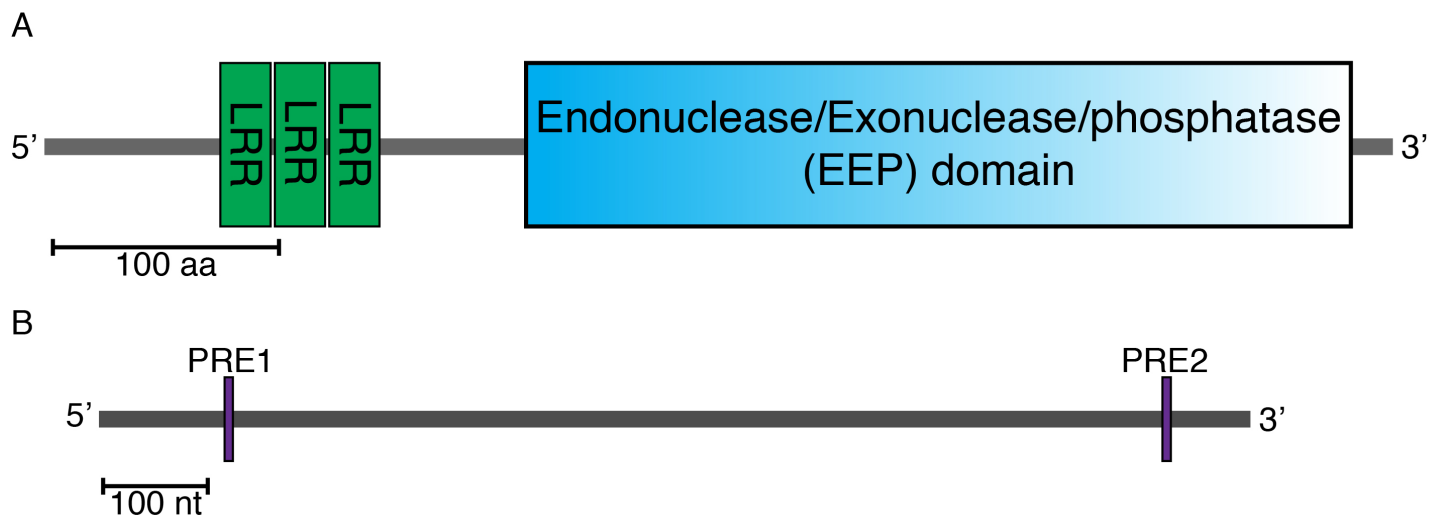 A
5’
LRR
LRR
LRR
Endonuclease/Exonuclease/phosphatase
(EEP) domain
3’
100 aa
B
PRE1
PRE2
5’
3’
100 nt